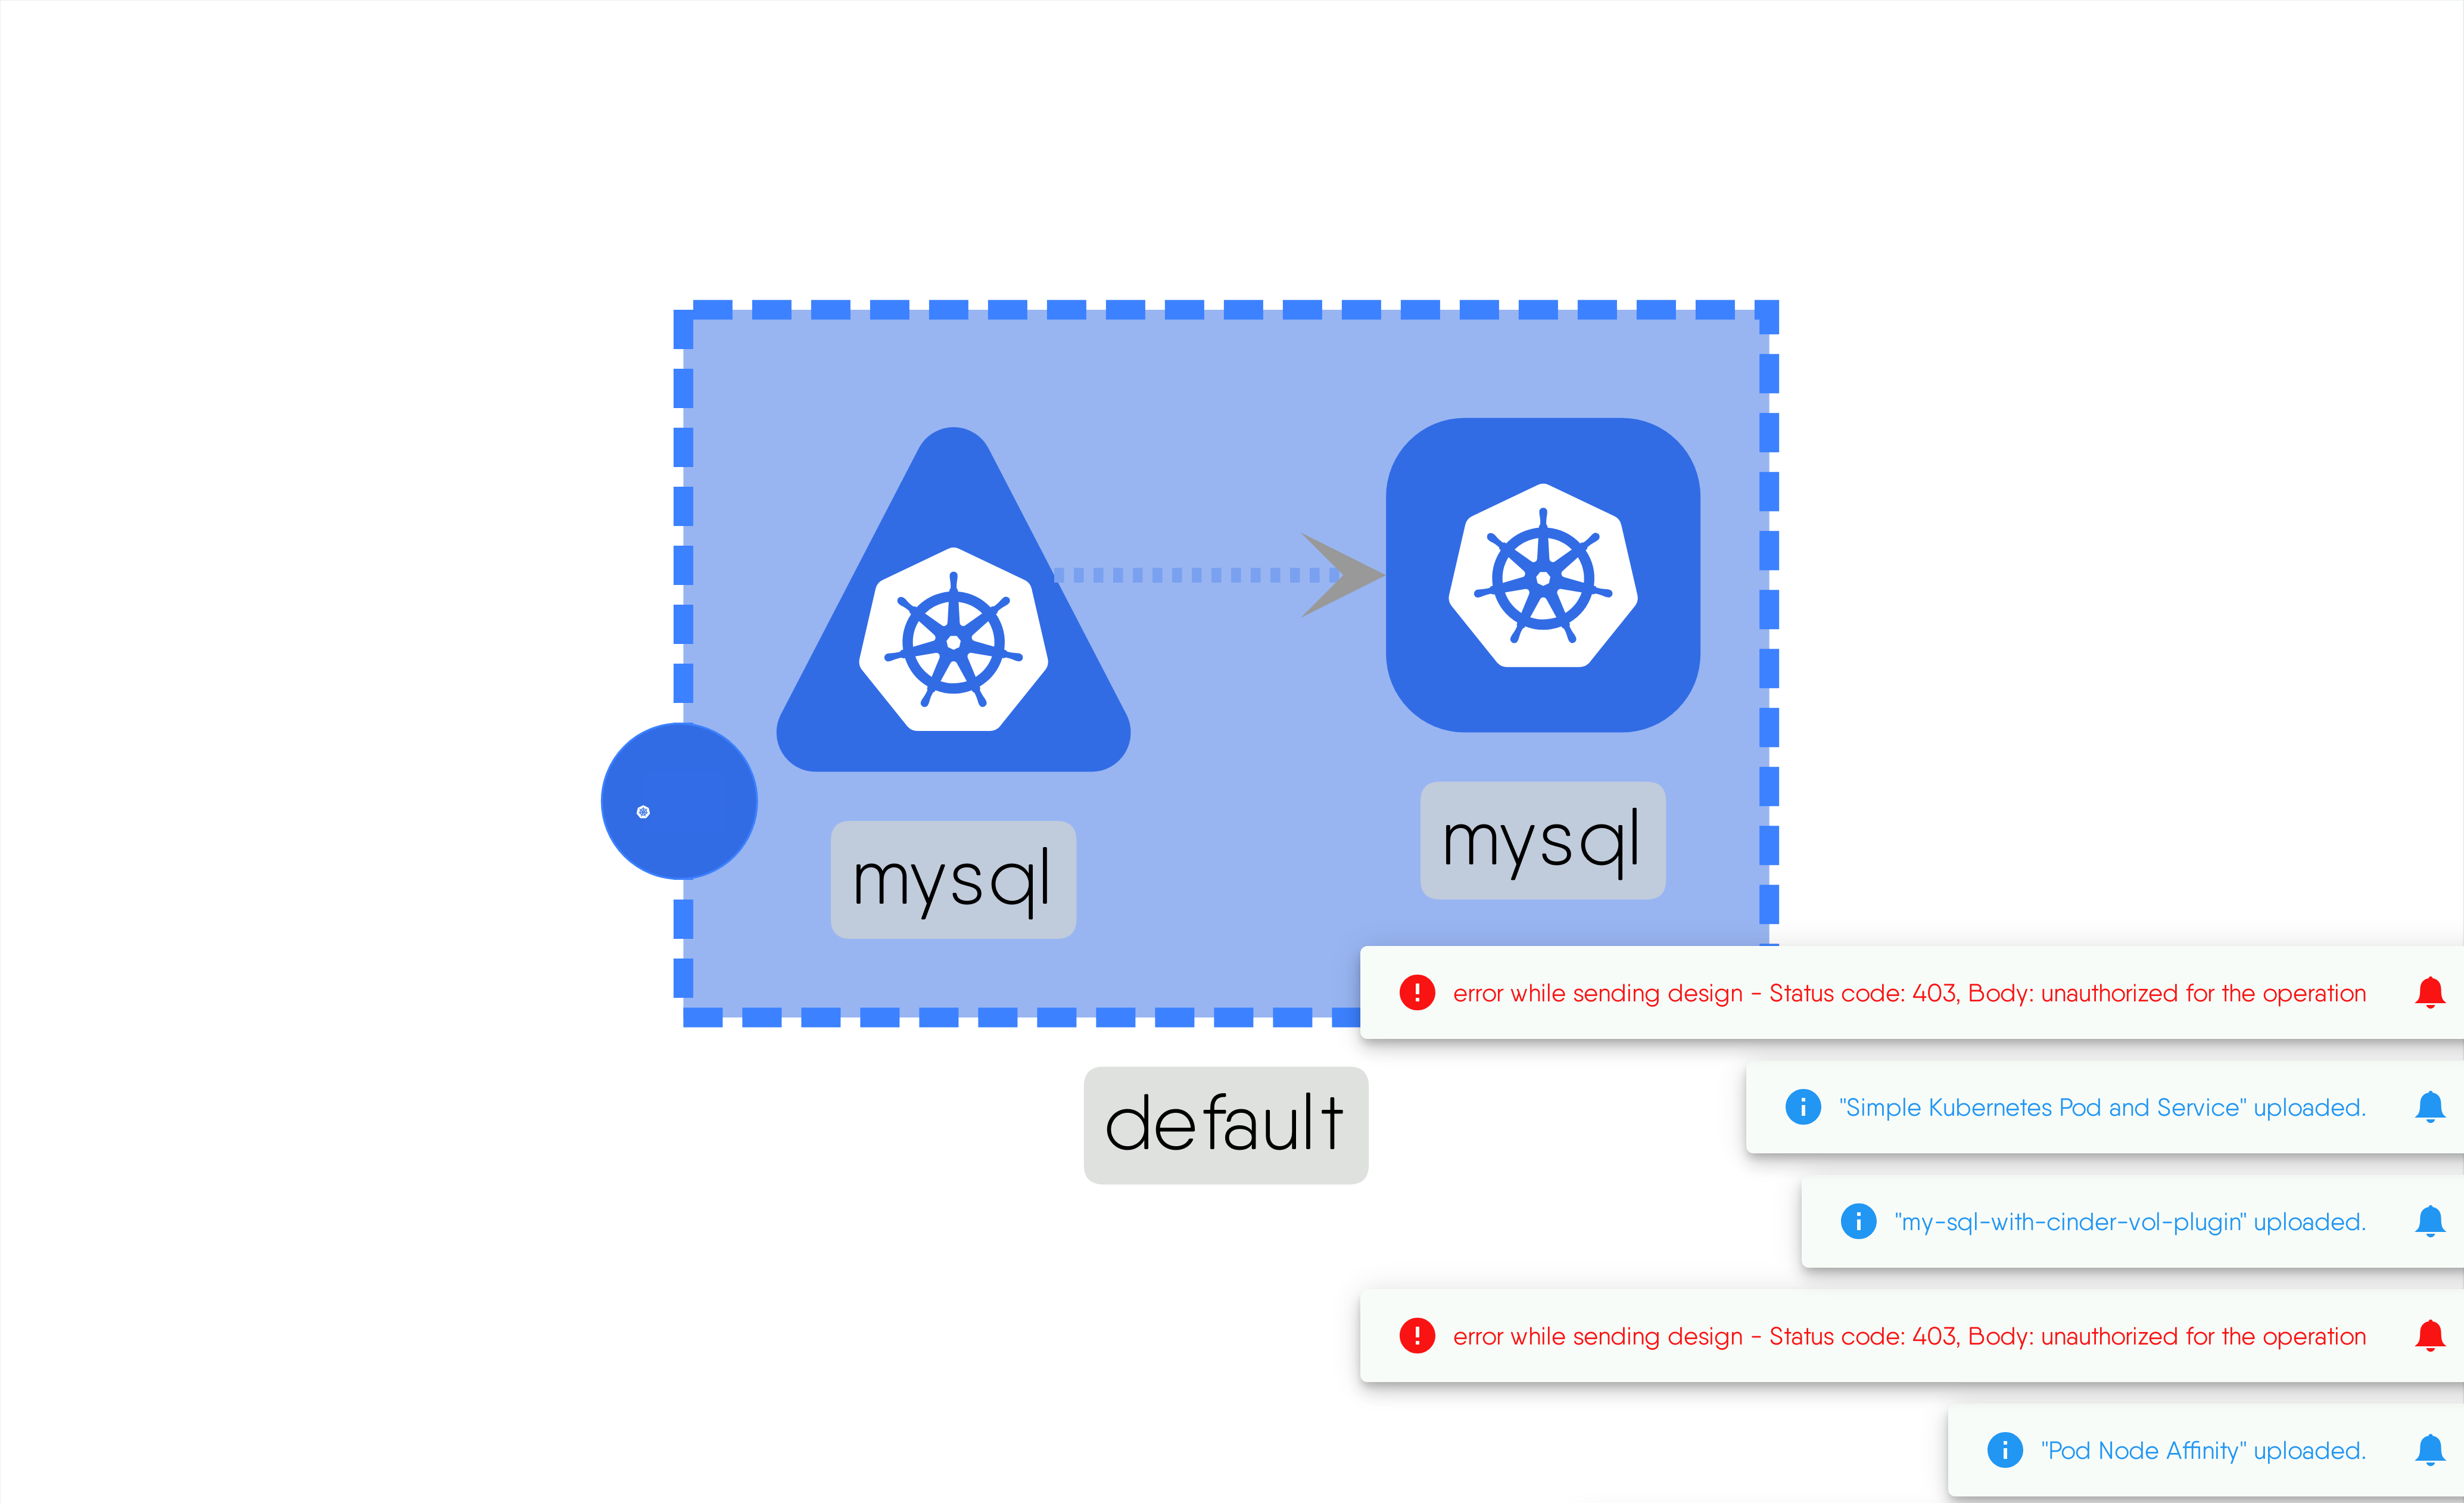 mysql
mysql
error while sending design - Status code: 403, Body: unauthorized for the operation
default
"Simple Kubernetes Pod and Service" uploaded.
"my-sql-with-cinder-vol-plugin" uploaded.
error while sending design - Status code: 403, Body: unauthorized for the operation
"Pod Node Affinity" uploaded.